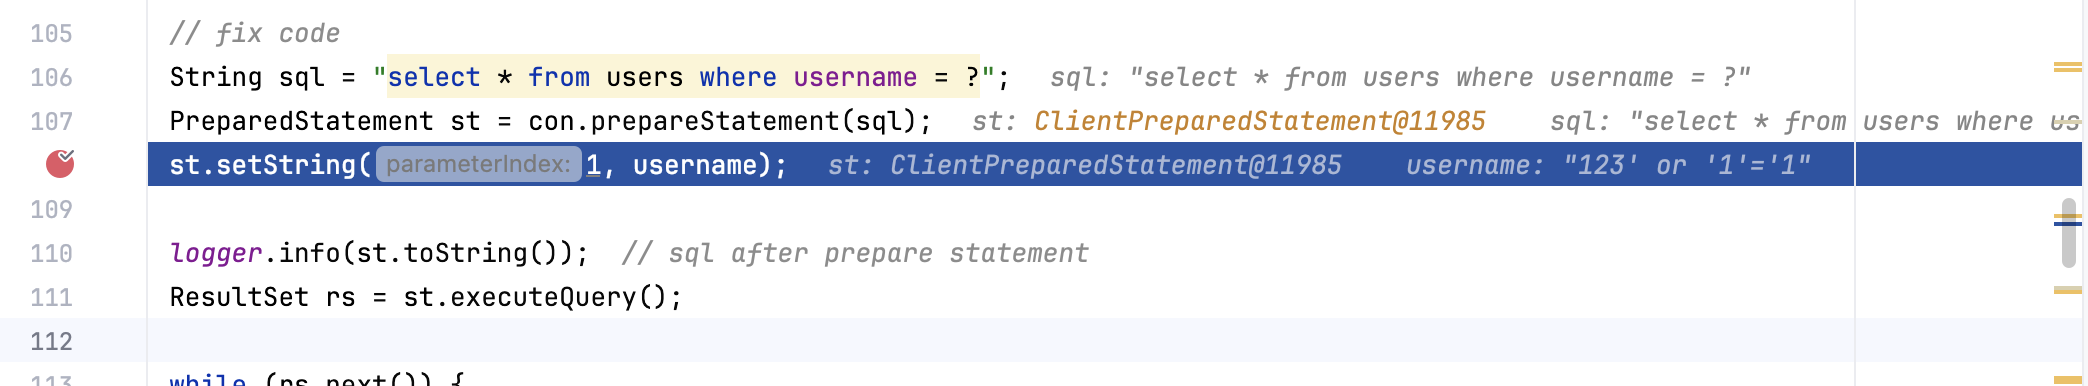 105 // fix code
106 String sql = "select * from users where username = ?"; sql: "select * from users where username = ?"
107 PreparedStatement st = con.prepareStatement(sql); st: ClientPreparedStatement@11985 sql: "select * from users where us
st.setString( parameterIndex: 1, username); st: ClientPreparedStatement@11985 username: "123' or '1'='1"
109
110 logger.info(st.toString()); // sql after prepare statement
111 ResultSet rs = st.executeQuery();
112
113 while (rs.next()) {